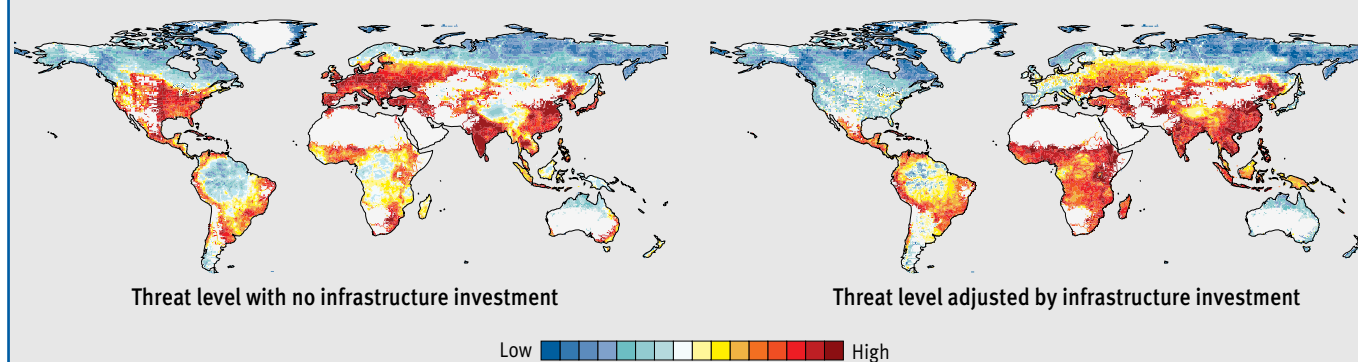 Threat level with no infrastructure investment
Threat level adjusted by infrastructure investment
Low
High